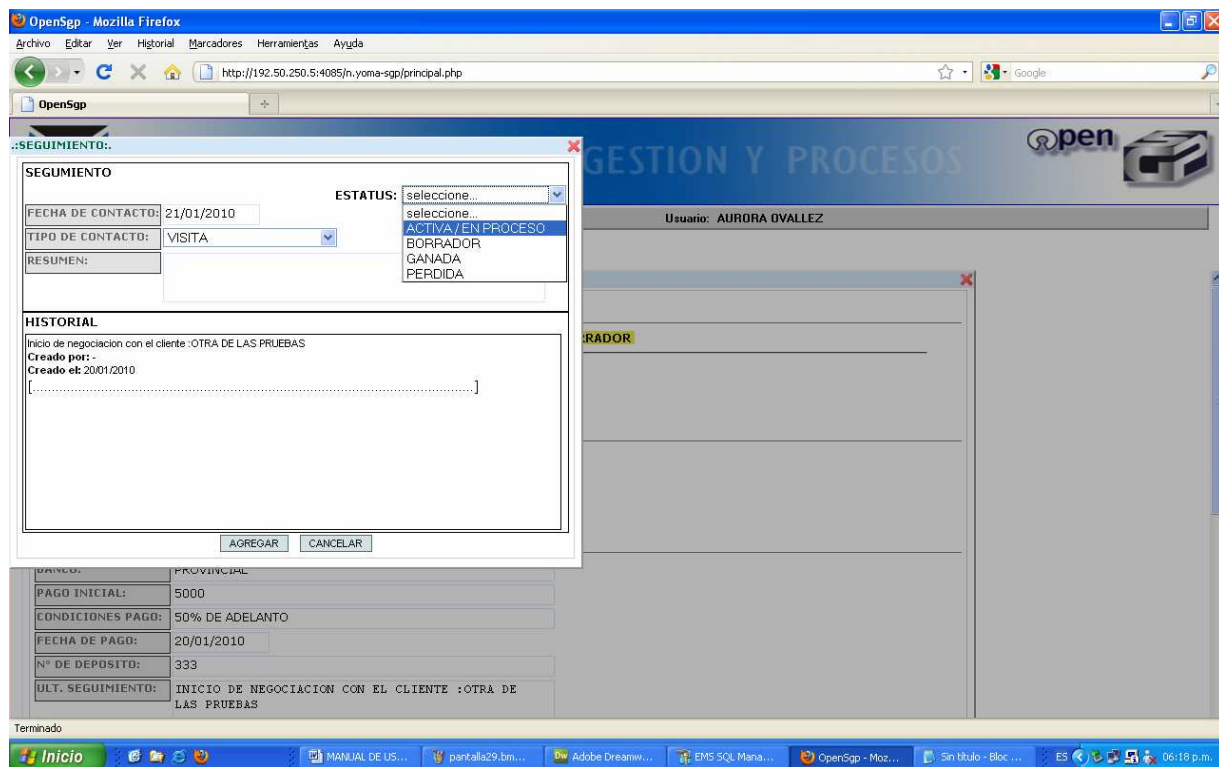 OpenSgp - Mozilla Firefox
Archivo Editar Ver Historial Marcadores Herramientas Ayuda
http://192.50.250.5:4085/n.yoma-sgp/principal.php
Google
OpenSgp
GESTION Y PROCESOS
open
.:SEGUIMIENTO:.
SEGUMIENTO
ESTATUS: seleccione...
FECHA DE CONTACTO: 21/01/2010
seleccione...
ACTIVA / EN PROCESO
TIPO DE CONTACTO: VISITA
BORRADOR
GANADA
PERDIDA
RESUMEN:
Usuario: AURORA OVALLEZ
HISTORIAL
RADOR
Inicio de negociacion con el cliente :OTRA DE LAS PRUEBAS
Creado por: -
Creado el: 20/01/2010
[.....................................................................................................]
AGREGAR CANCELAR
BANCO: PROVINCIAL
PAGO INICIAL: 5000
CONDICIONES PAGO: 50% DE ADELANTO
FECHA DE PAGO: 20/01/2010
Nº DE DEPOSITO: 333
ULT. SEGUIMIENTO: INICIO DE NEGOCIACION CON EL CLIENTE :OTRA DE
LAS PRUEBAS
Terminado
Inicio MANUAL DE US... pantalla29.bm... Adobe Dreamw... EMS SQL Mana... OpenSgp - Moz... Sin título - Bloc ... ES 06:18 p.m.